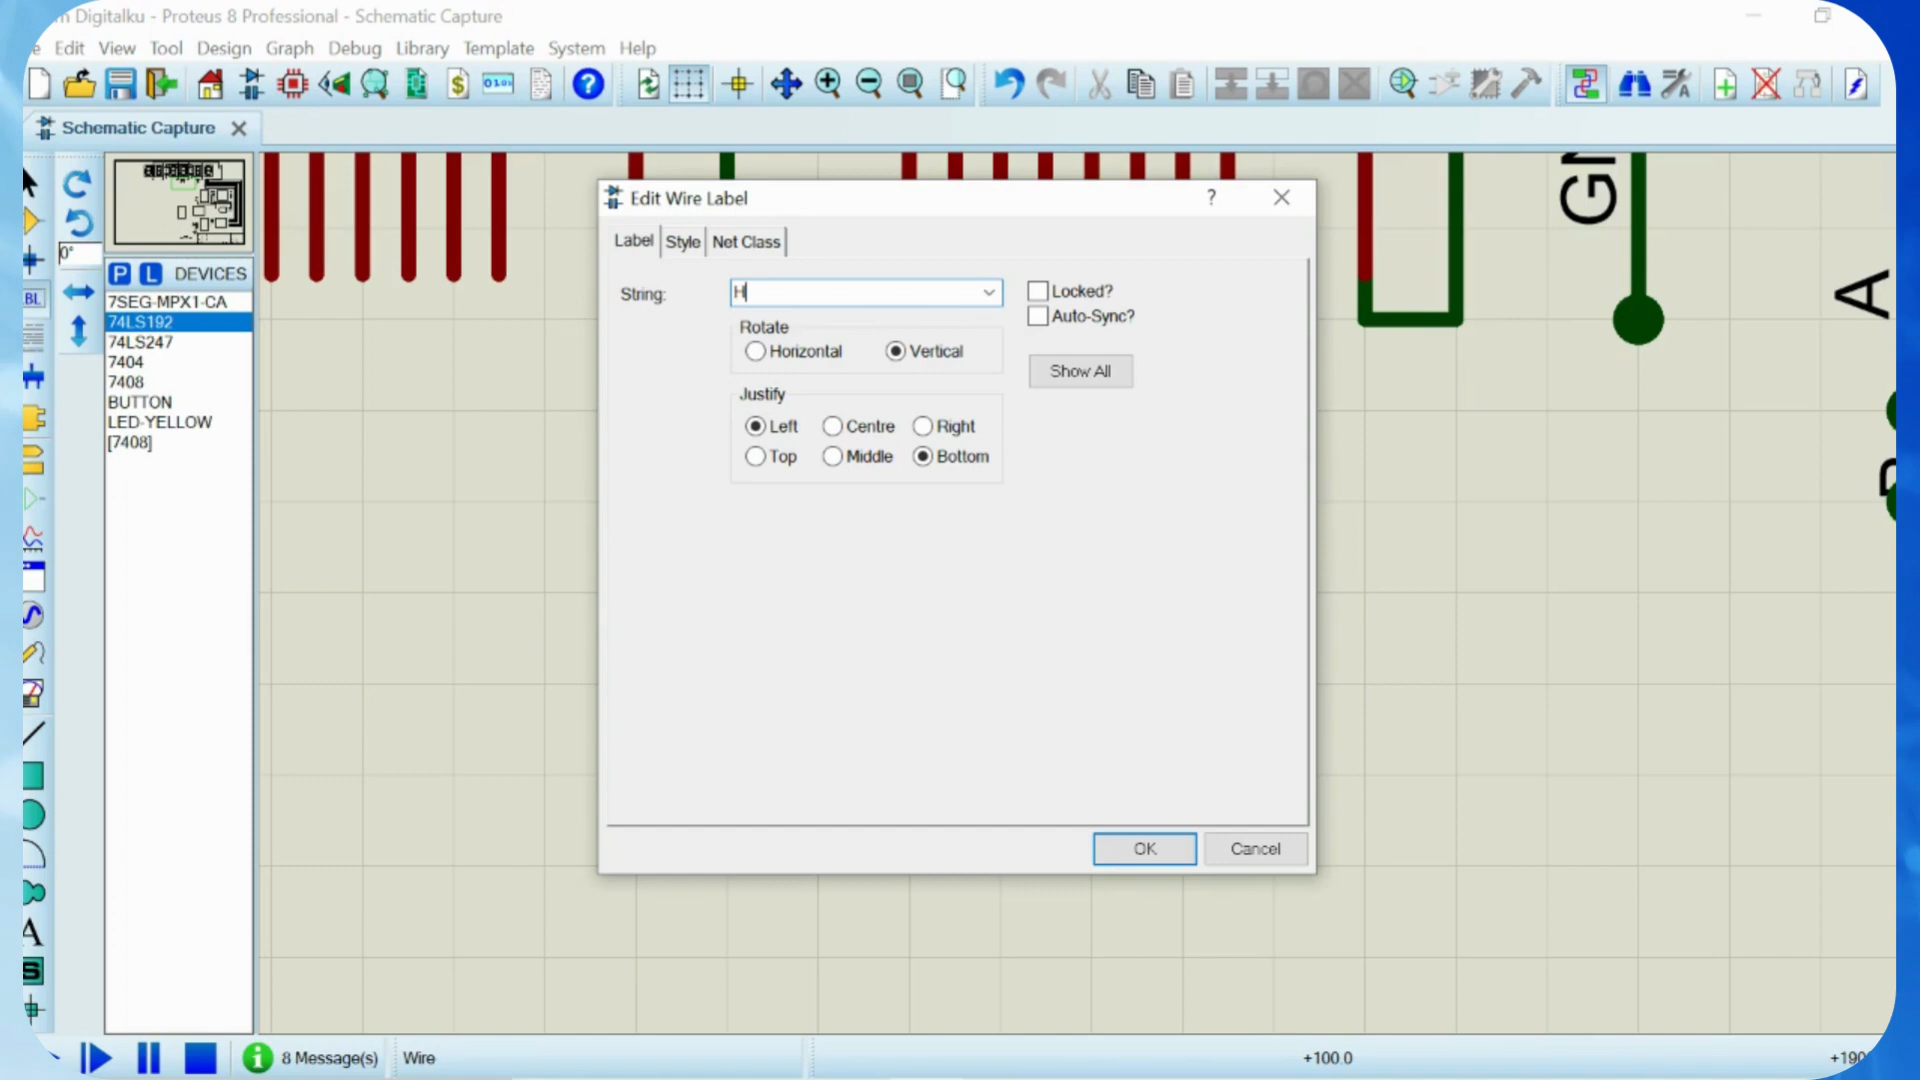 m Digitalku - Proteus 8 Professional - Schematic Capture
e Edit View Tool Design Graph Debug Library Template System Help
Schematic Capture
0°
P L DEVICES
7SEG-MPX1-CA
74LS192
74LS247
7404
7408
BUTTON
LED-YELLOW
[7408]
Edit Wire Label
Label Style Net Class
String: H
Locked?
Auto-Sync?
Rotate
Horizontal Vertical
Show All
Justify
Left Centre Right
Top Middle Bottom
OK Cancel
A
8 Message(s) Wire +100.0 +190